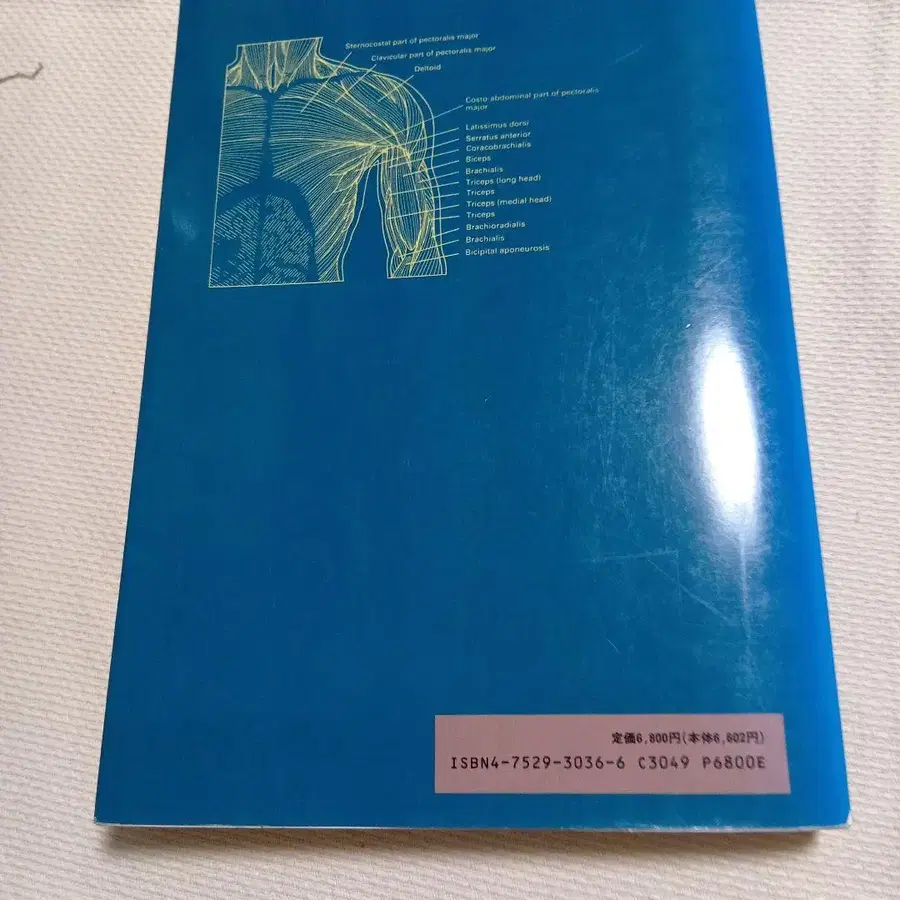 Sternocostal part of pectoralis major
Clavicular part of pectoralis major
Deltoid
Costo-abdominal part of pectoralis
major
Latissimus dorsi
Serratus anterior
Coracobrachialis
Biceps
Brachialis
Triceps (long head)
Triceps
Triceps (medial head)
Triceps
Brachioradialis
Brachialis
Bicipital aponeurosis
定価6,800円(本体6,602円)
ISBN4-7529-3036-6 C3049 P6800E